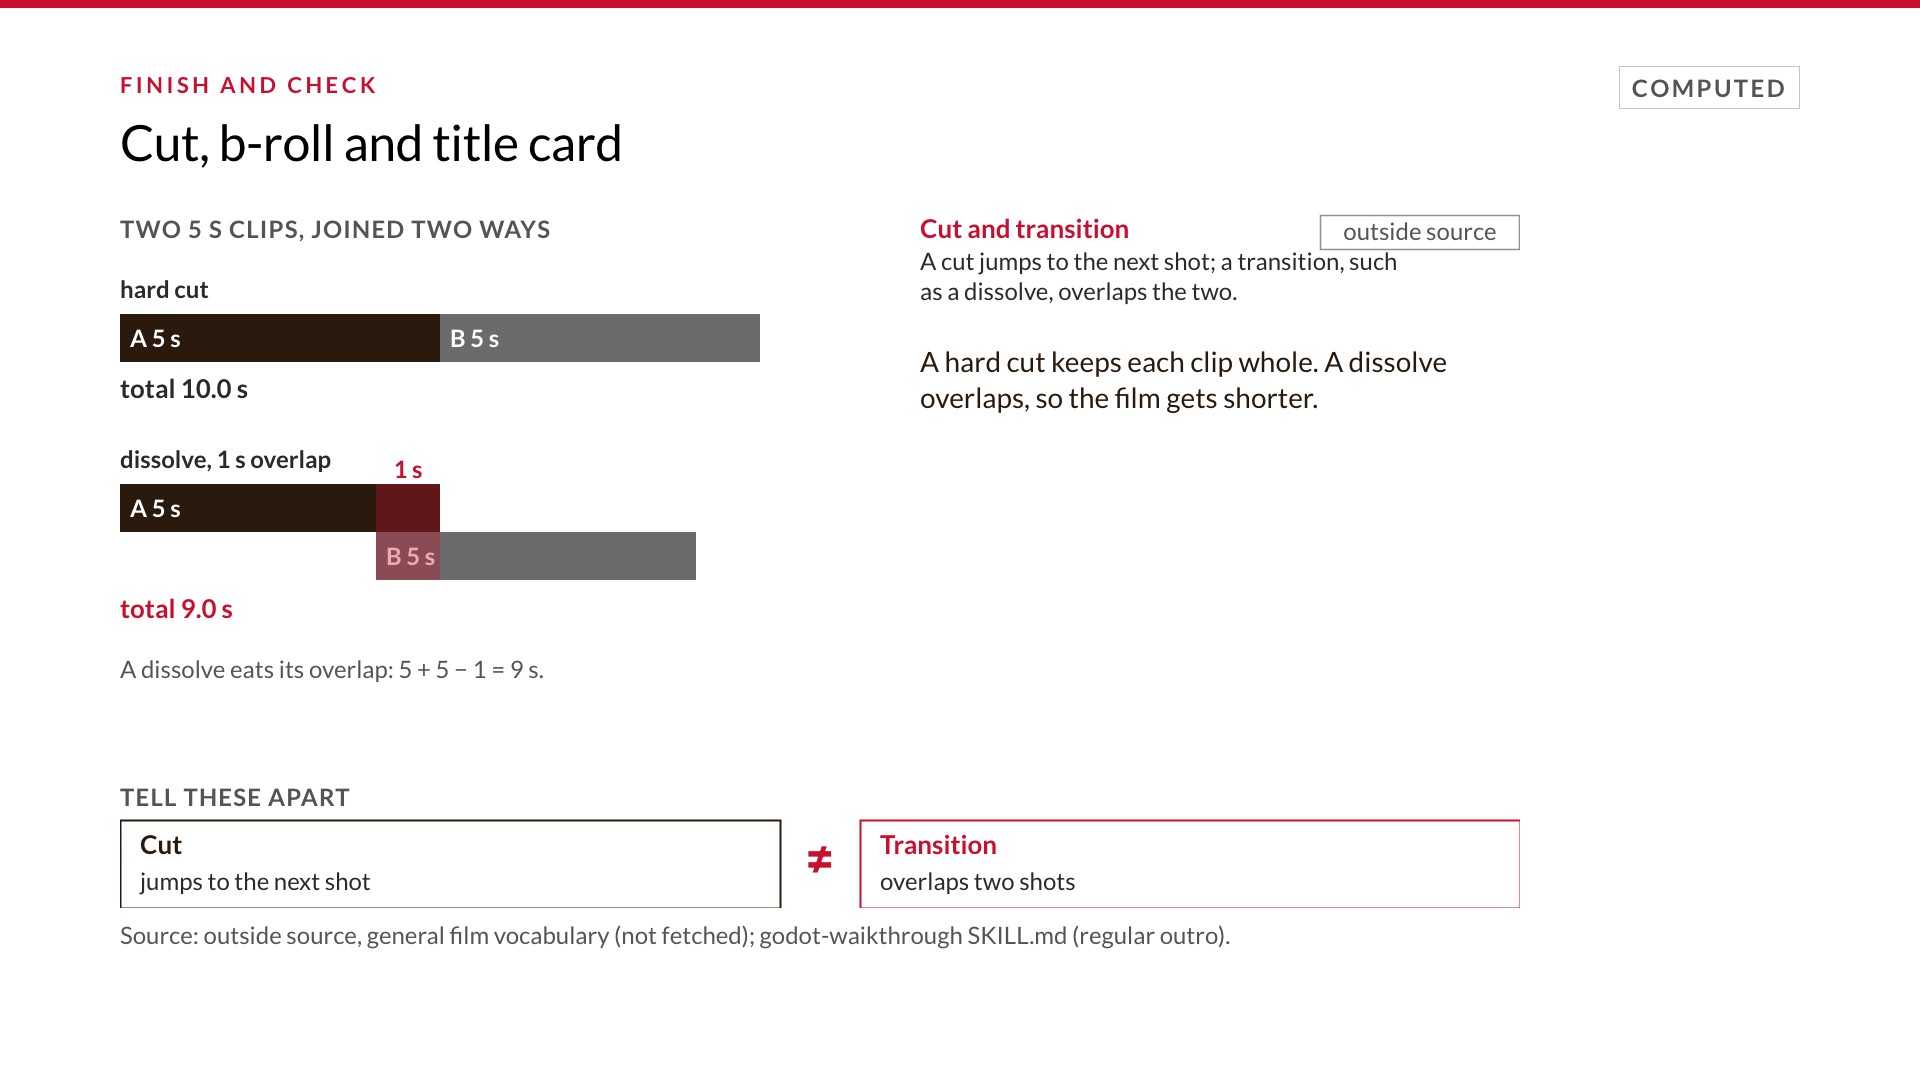 FINISH AND CHECK
COMPUTED
Cut, b-roll and title card
TWO 5 S CLIPS, JOINED TWO WAYS
hard cut
A 5 s
B 5 s
total 10.0 s
dissolve, 1 s overlap
1 s
A 5 s
B 5 s
total 9.0 s
A dissolve eats its overlap: 5 + 5 − 1 = 9 s.
Cut and transition
outside source
A cut jumps to the next shot; a transition, such
as a dissolve, overlaps the two.
A hard cut keeps each clip whole. A dissolve
overlaps, so the film gets shorter.
TELL THESE APART
Cut
jumps to the next shot
≠
Transition
overlaps two shots
Source: outside source, general film vocabulary (not fetched); godot-waikthrough SKILL.md (regular outro).